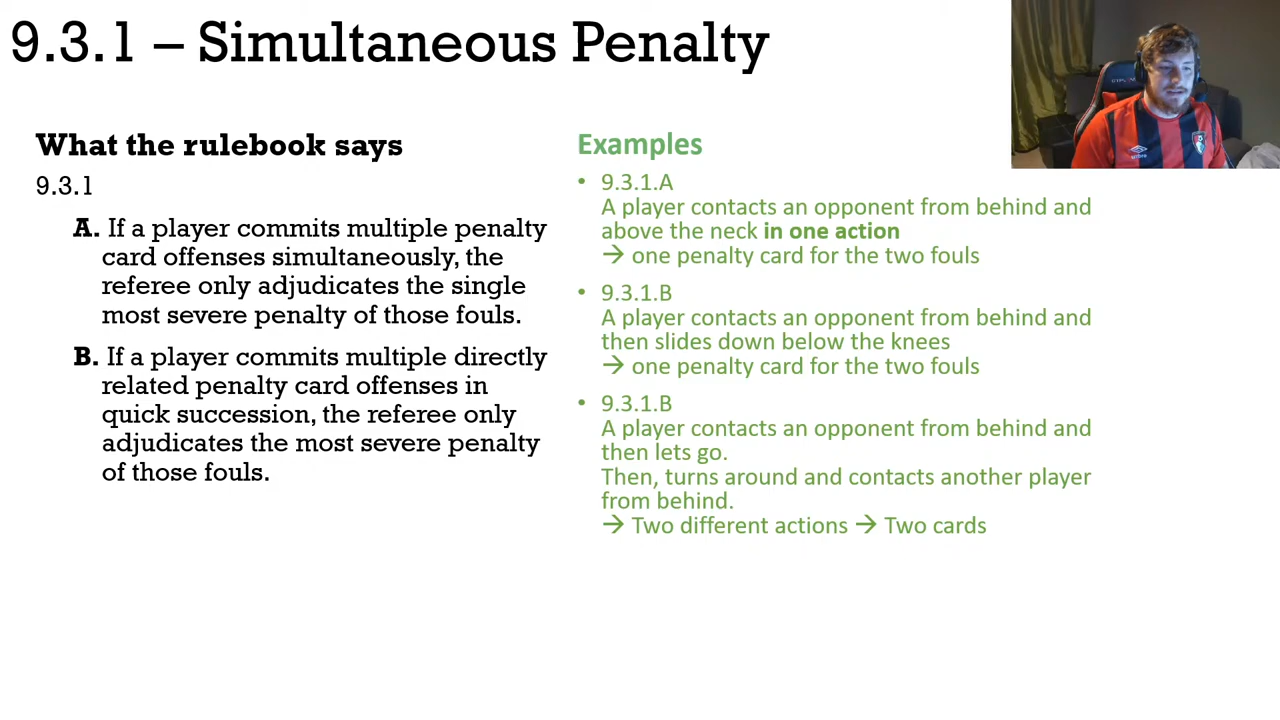 9.3.1 – Simultaneous Penalty
What the rulebook says
9.3.1
A. If a player commits multiple penalty
card offenses simultaneously, the
referee only adjudicates the single
most severe penalty of those fouls.
B. If a player commits multiple directly
related penalty card offenses in
quick succession, the referee only
adjudicates the most severe penalty
of those fouls.
Examples
• 9.3.1.A
A player contacts an opponent from behind and
above the neck in one action
→ one penalty card for the two fouls
• 9.3.1.B
A player contacts an opponent from behind and
then slides down below the knees
→ one penalty card for the two fouls
• 9.3.1.B
A player contacts an opponent from behind and
then lets go.
Then, turns around and contacts another player
from behind.
→ Two different actions → Two cards